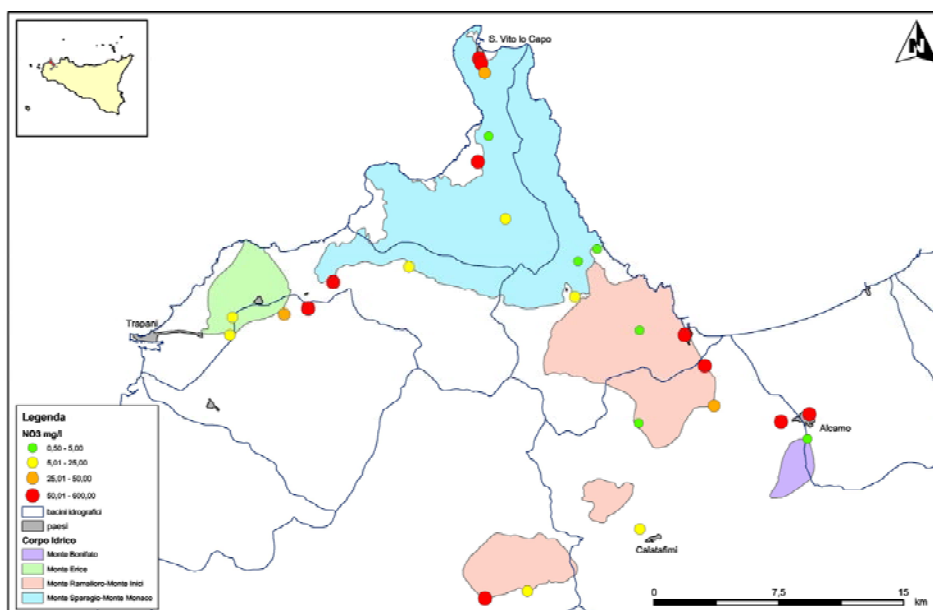 S. Vito lo Capo
N
Trapani
Alcamo
Calatafimi
Legenda
NO3 mg/l
0,50 - 5,00
5,01 - 25,00
25,01 - 50,00
50,01 - 600,00
bacini idrografici
paesi
Corpo Idrico
Monte Bonifato
Monte Erice
Monte Ramalloro-Monte Inici
Monte Sparagio-Monte Monaco
0 7,5 15
km